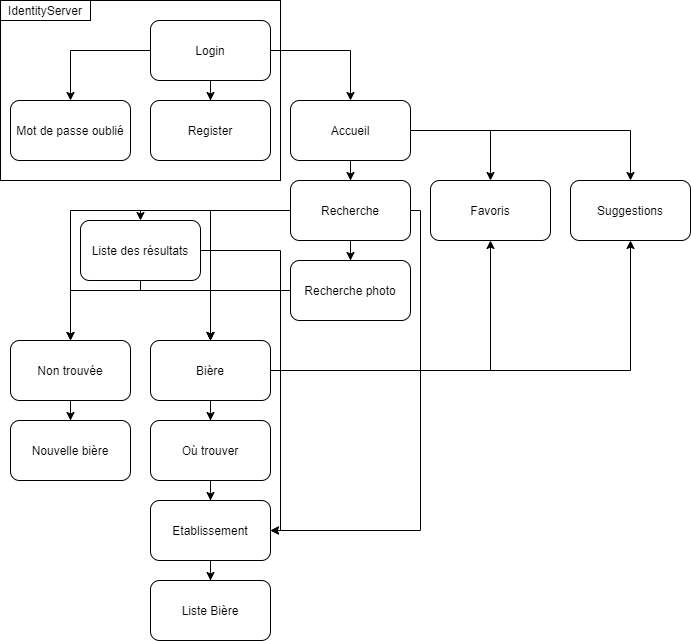 IdentityServer
Login
Mot de passe oublié
Register
Accueil
Recherche
Favoris
Suggestions
Liste des résultats
Recherche photo
Non trouvée
Bière
Nouvelle bière
Où trouver
Etablissement
Liste Bière